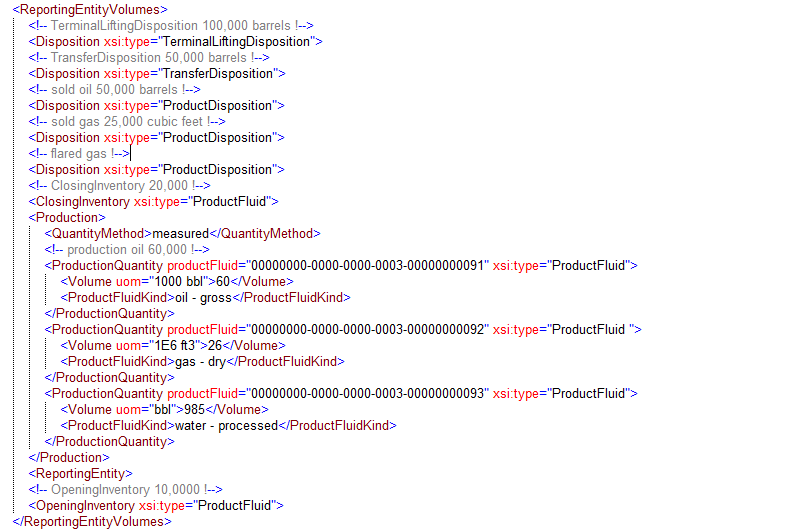 <ReportingEntityVolumes>
<!-- TerminalLiftingDisposition 100,000 barrels !-->
<Disposition xsi:type="TerminalLiftingDisposition">
<!-- TransferDisposition 50,000 barrels !-->
<Disposition xsi:type="TransferDisposition">
<!-- sold oil 50,000 barrels !-->
<Disposition xsi:type="ProductDisposition">
<!-- sold gas 25,000 cubic feet !-->
<Disposition xsi:type="ProductDisposition">
<!-- flared gas !-->
<Disposition xsi:type="ProductDisposition">
<!-- ClosingInventory 20,000 !-->
<ClosingInventory xsi:type="ProductFluid">
<Production>
<QuantityMethod>measured</QuantityMethod>
<!-- production oil 60,000 !-->
<ProductionQuantity productFluid="00000000-0000-0000-0003-00000000091" xsi:type="ProductFluid">
<Volume uom="1000 bbl">60</Volume>
<ProductFluidKind>oil - gross</ProductFluidKind>
</ProductionQuantity>
<ProductionQuantity productFluid="00000000-0000-0000-0003-00000000092" xsi:type="ProductFluid ">
<Volume uom="1E6 ft3">26</Volume>
<ProductFluidKind>gas - dry</ProductFluidKind>
</ProductionQuantity>
<ProductionQuantity productFluid="00000000-0000-0000-0003-00000000093" xsi:type="ProductFluid">
<Volume uom="bbl">985</Volume>
<ProductFluidKind>water - processed</ProductFluidKind>
</ProductionQuantity>
</Production>
<ReportingEntity>
<!-- OpeningInventory 10,0000 !-->
<OpeningInventory xsi:type="ProductFluid">
</ReportingEntityVolumes>